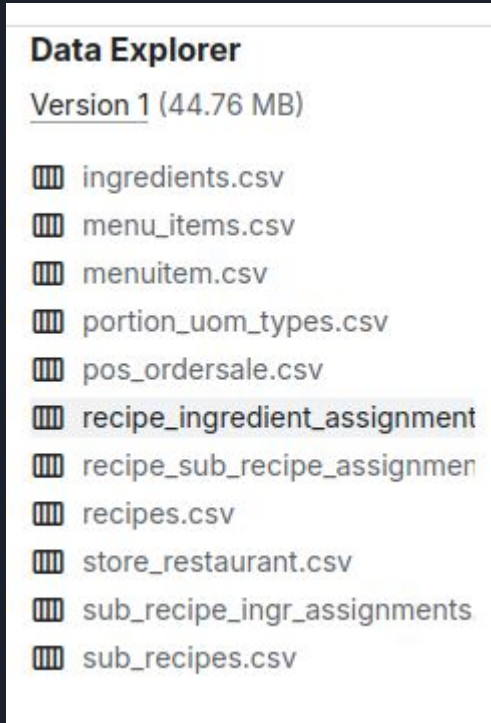 Data Explorer
Version 1 (44.76 MB)
ingredients.csv
menu_items.csv
menuitem.csv
portion_uom_types.csv
pos_ordersale.csv
recipe_ingredient_assignment
recipe_sub_recipe_assignmen
recipes.csv
store_restaurant.csv
sub_recipe_ingr_assignments
sub_recipes.csv